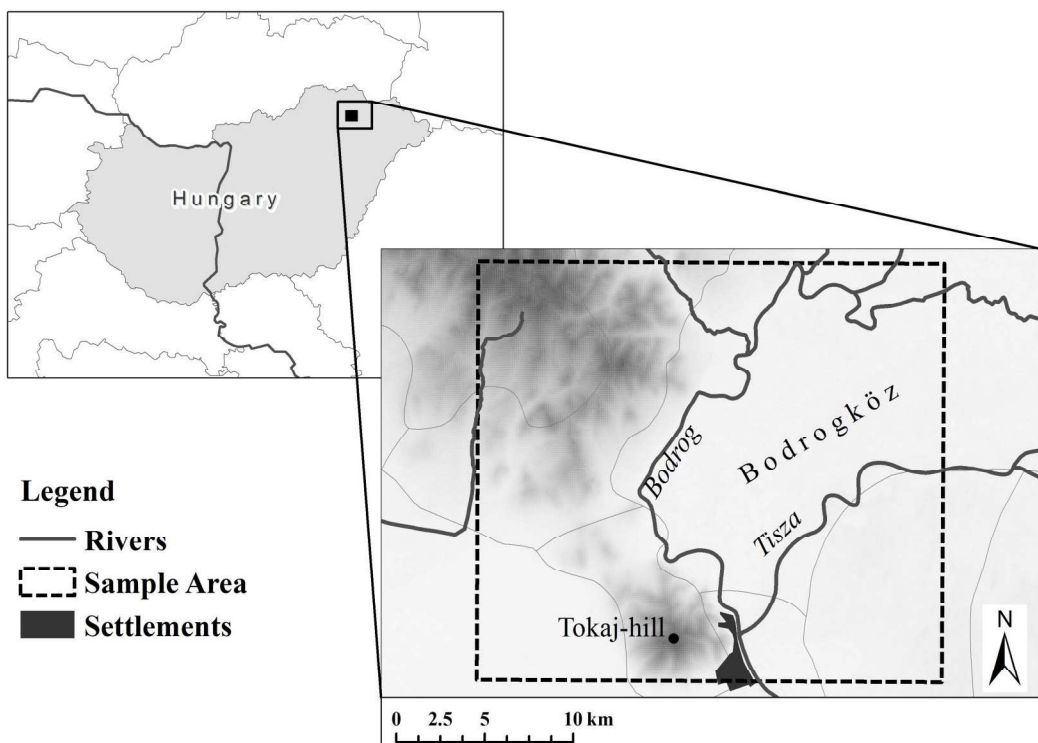 Hungary
Bodrog
Bodrogköz
Tisza
Tokaj-hill
N
Legend
Rivers
Sample Area
Settlements
0 2.5 5 10 km